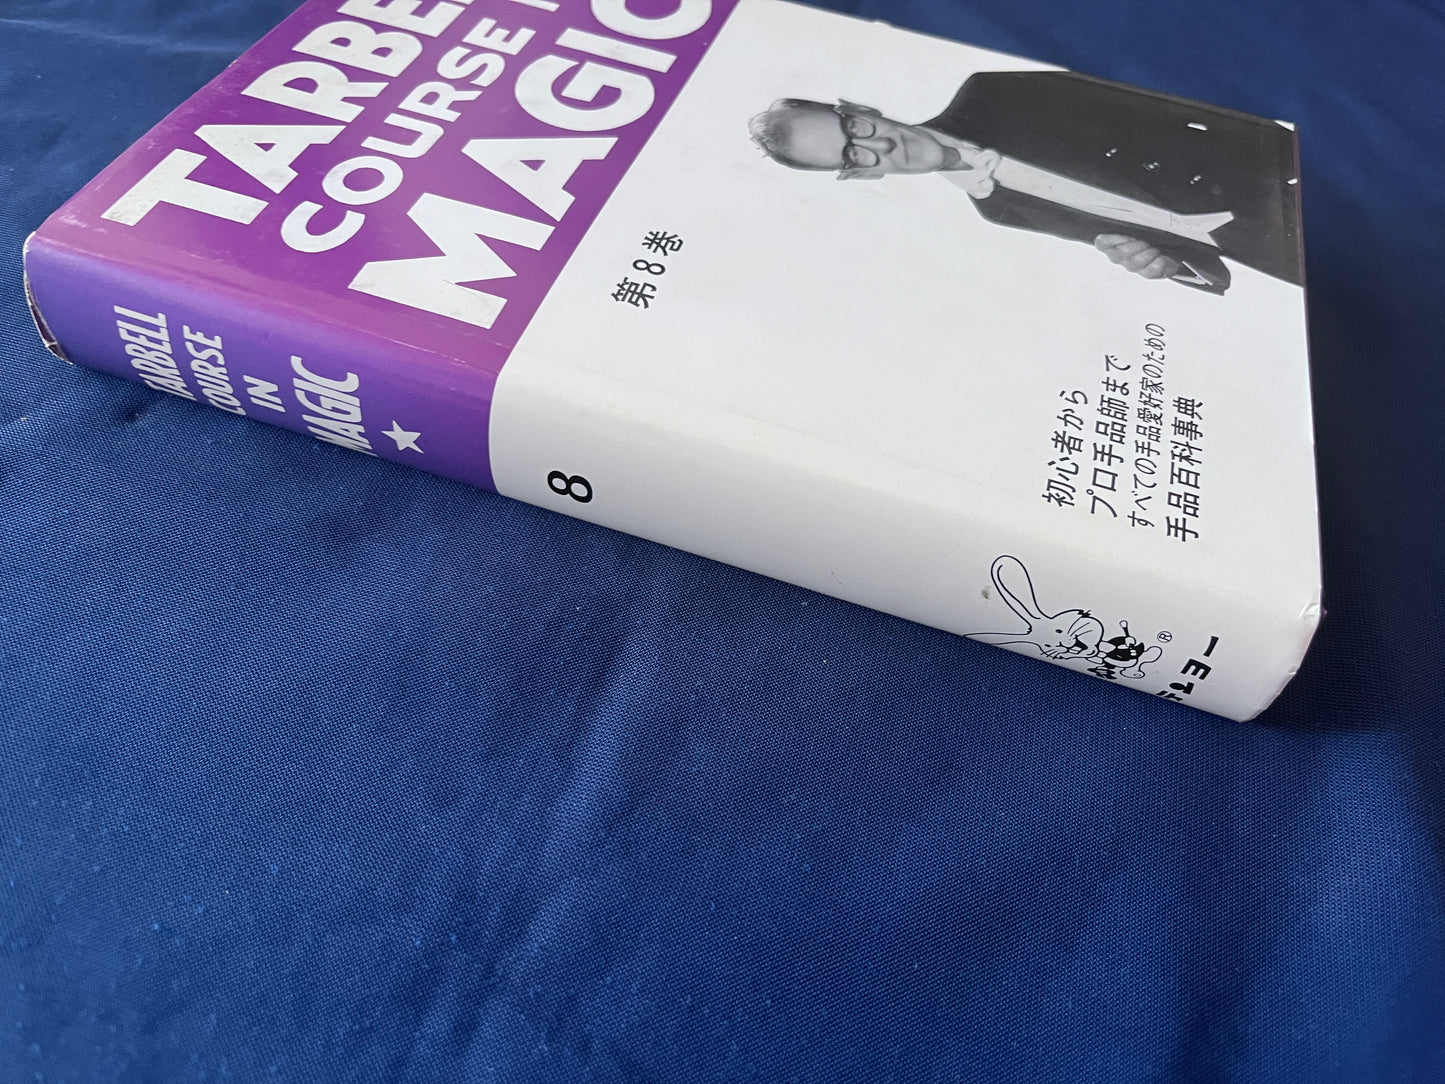 COURSE
MAGIC
第8巻
初心者から
プロ手品師まで
すべての手品愛好家のための
手品百科事典
TARBELL
COURSE
IN
MAGIC
8
®